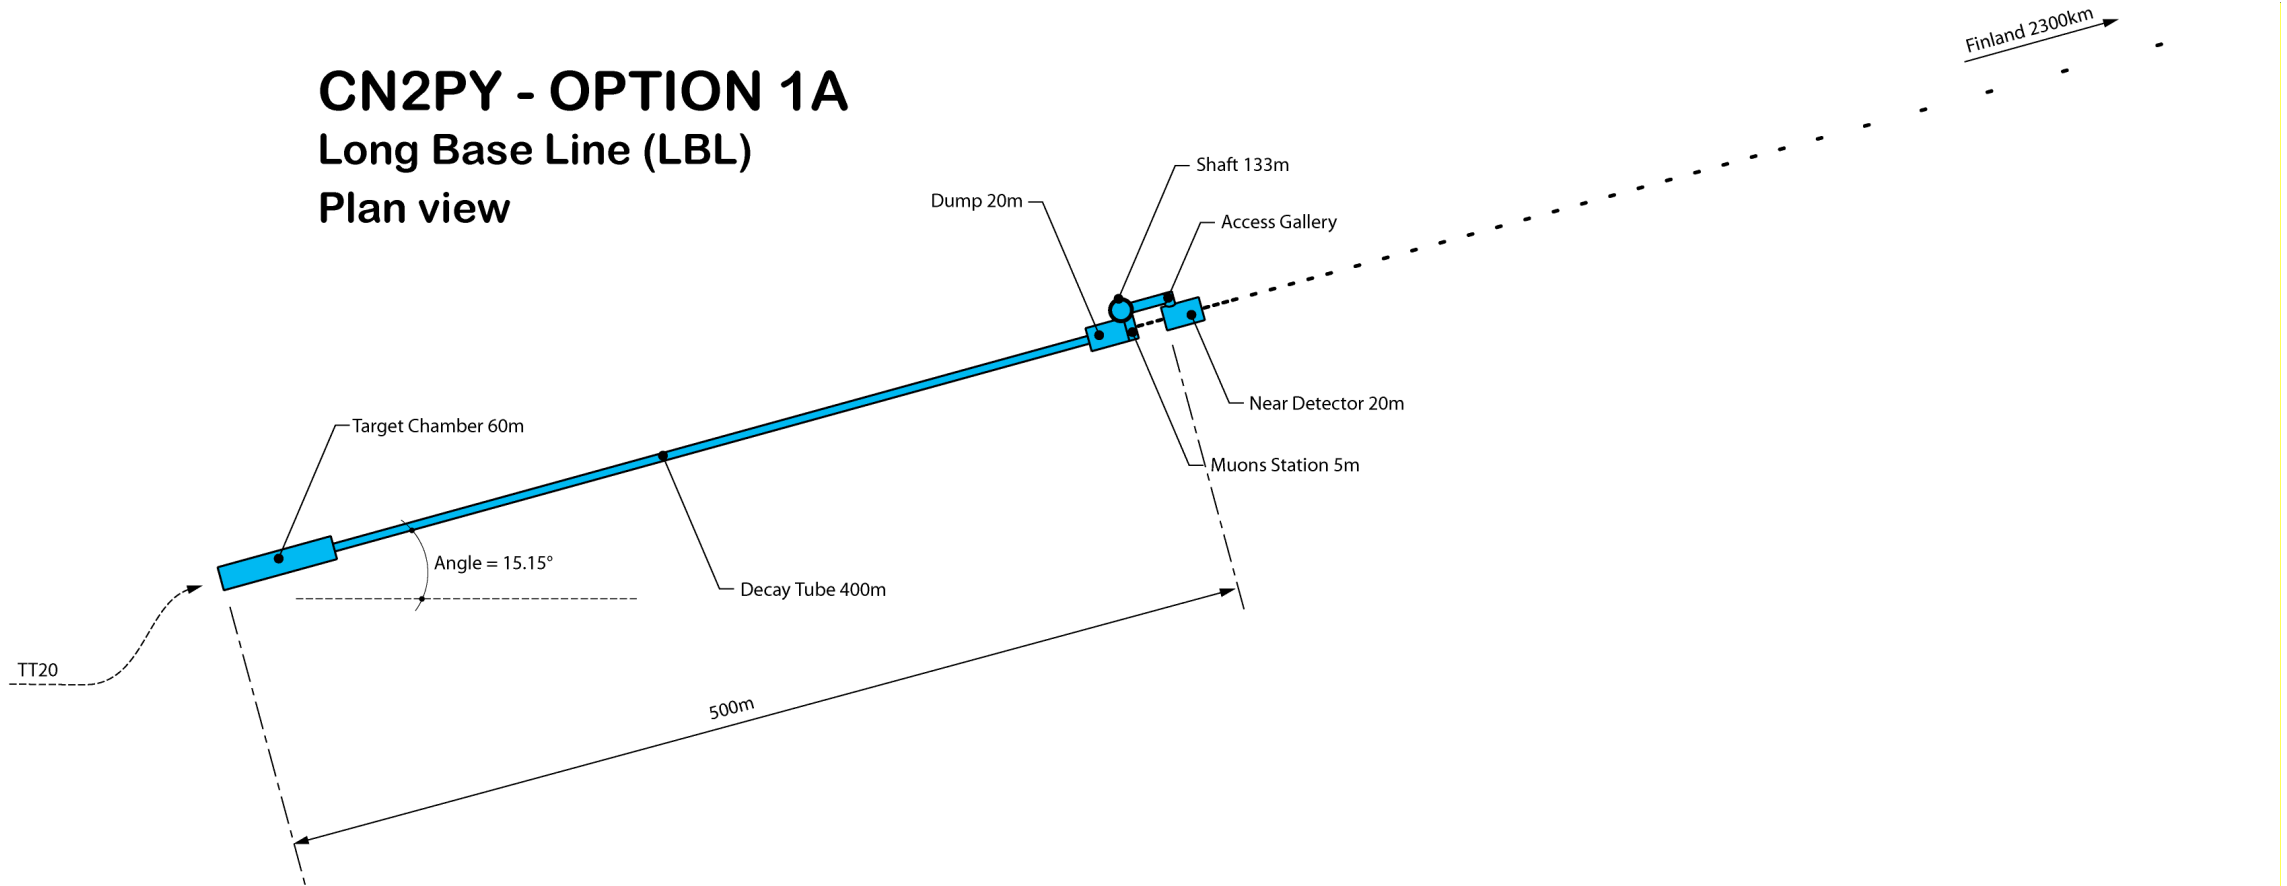 CN2PY - OPTION 1A
Long Base Line (LBL)
Plan view
Finland 2300km
Shaft 133m
Dump 20m
Access Gallery
Near Detector 20m
Target Chamber 60m
Muons Station 5m
Angle = 15.15°
Decay Tube 400m
TT20
500m